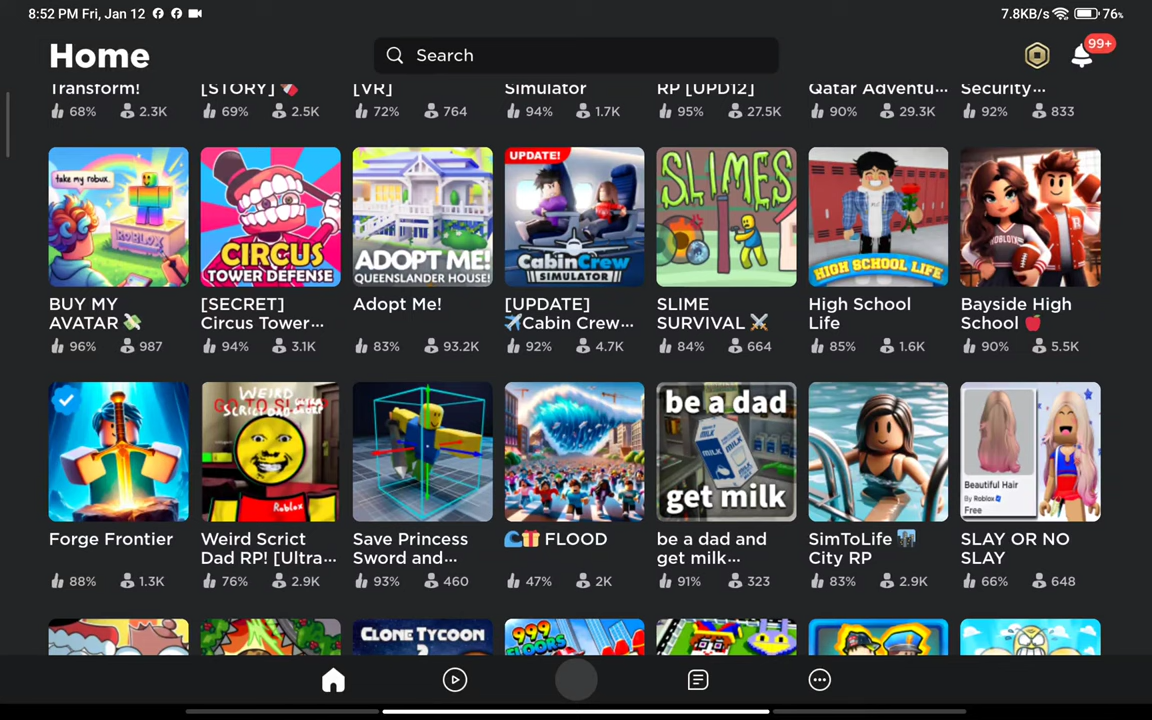 8:52 PM Fri, Jan 12
7.8KB/s 76%
Home
Search
99+
Transform!
[STORY]
[VR]
Simulator
RP [UPD12]
Qatar Adventu...
Security...
68% 2.3K
69% 2.5K
72% 764
94% 1.7K
95% 27.5K
90% 29.3K
92% 833
take my robux.
ROBLOX
CIRCUS
TOWER DEFENSE
ADOPT ME!
QUEENSLANDER HOUSE!
UPDATE!
CabinCrew
SIMULATOR
SLIMES
HIGH SCHOOL LIFE
ROBLOX
BUY MY
AVATAR 💸
[SECRET]
Circus Tower...
Adopt Me!
[UPDATE]
✈️Cabin Crew...
SLIME
SURVIVAL ⚔️
High School
Life
Bayside High
School 🍎
96% 987
94% 3.1K
83% 93.2K
92% 4.7K
84% 664
85% 1.6K
90% 5.5K
WEIRD
SCRICT DAD
Roblox
be a dad
MILK
MILK
get milk
Beautiful Hair
By Roblox
Free
Forge Frontier
Weird Scrict
Dad RP! [Ultra...
Save Princess
Sword and...
🌊🎁 FLOOD
be a dad and
get milk...
SimToLife 🏙️
City RP
SLAY OR NO
SLAY
88% 1.3K
76% 2.9K
93% 460
47% 2K
91% 323
83% 2.9K
66% 648
CLONE TYCOON
2
999
FLOORS